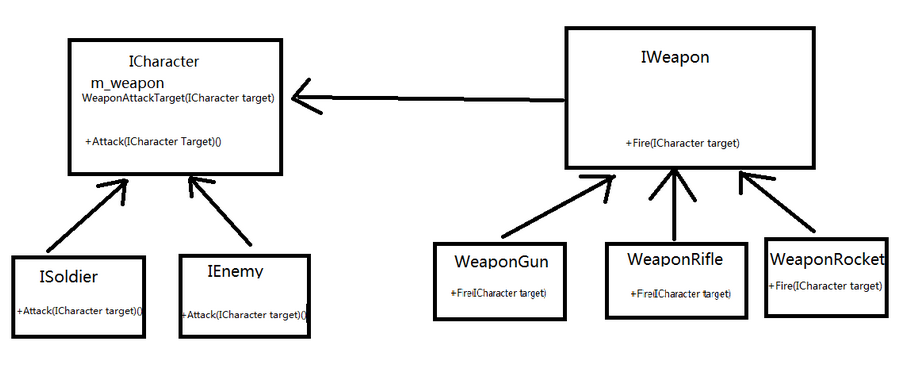 ICharacter
m_weapon
WeaponAttackTarget(ICharacter target)
+Attack(ICharacter Target)()
IWeapon
+Fire(ICharacter target)
ISoldier
+Attack(ICharacter target)()
IEnemy
+Attack(ICharacter target)()
WeaponGun
+Fire(ICharacter target)
WeaponRifle
+Fire(ICharacter target)
WeaponRocket
+Fire(ICharacter target)